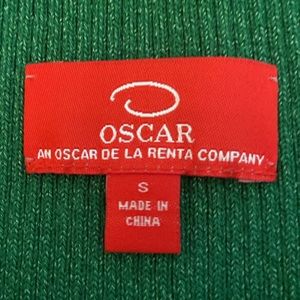 OSCAR
AN OSCAR DE LA RENTA COMPANY
S
MADE IN
CHINA